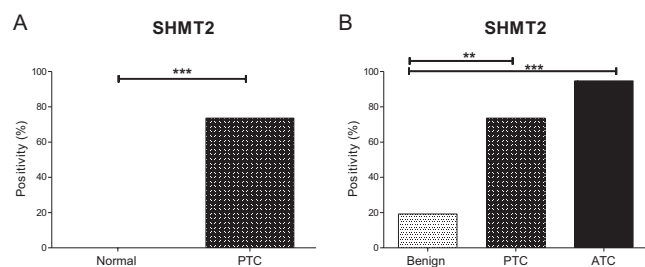 A
SHMT2
Positivity (%)
100
80
60
40
20
0
***
Normal
PTC
B
SHMT2
Positivity (%)
100
80
60
40
20
0
**
***
Benign
PTC
ATC